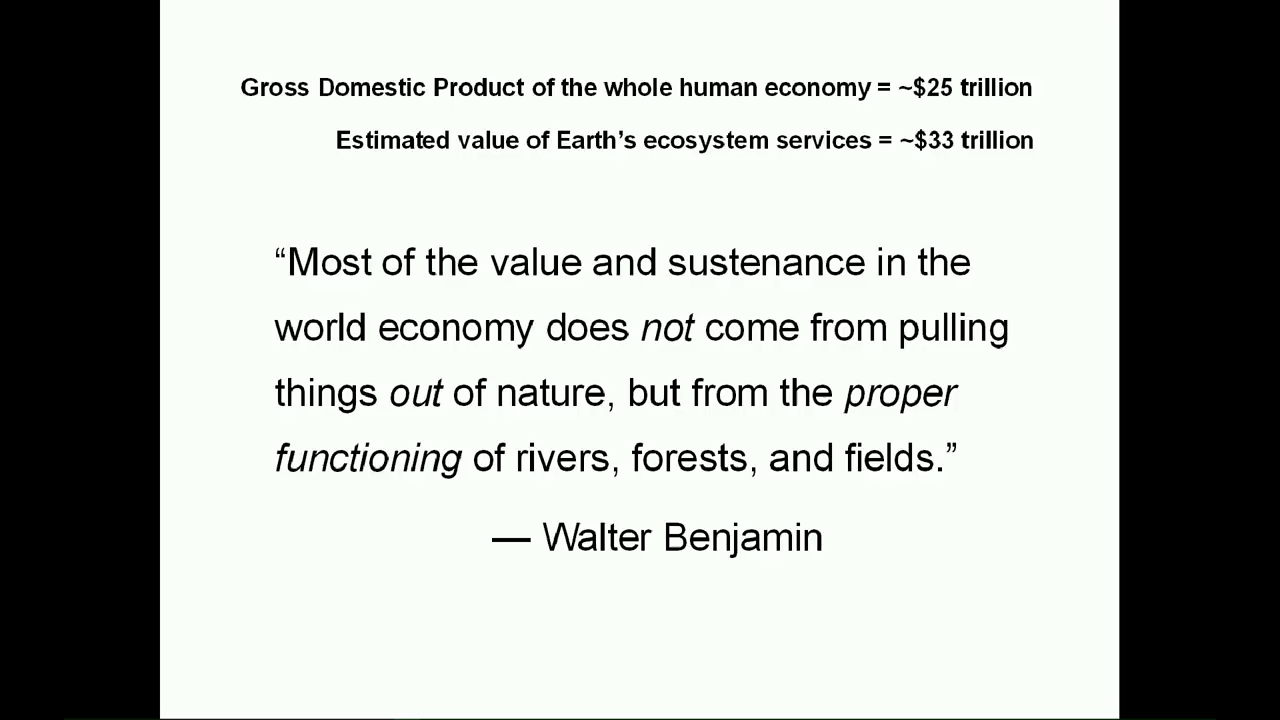 Gross Domestic Product of the whole human economy = ~$25 trillion
Estimated value of Earth’s ecosystem services = ~$33 trillion
“Most of the value and sustenance in the
world economy does not come from pulling
things out of nature, but from the proper
functioning of rivers, forests, and fields.”
— Walter Benjamin